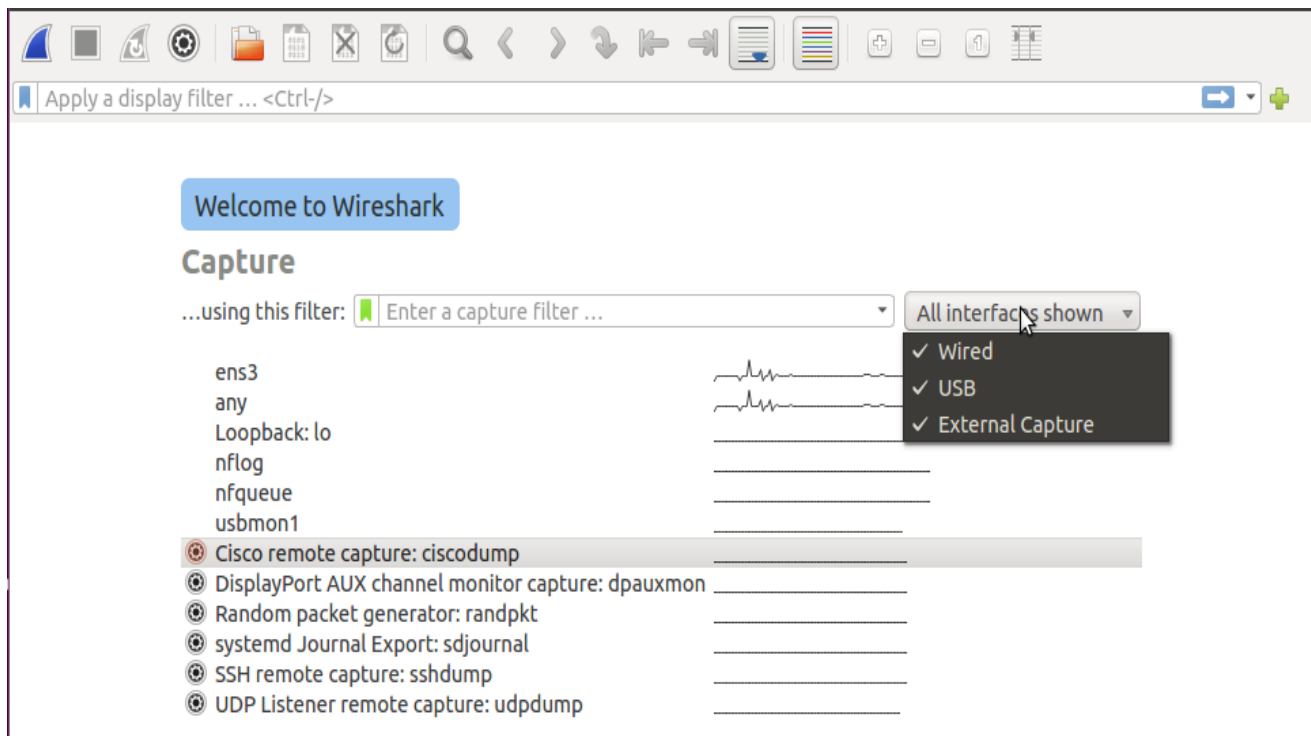 Apply a display filter … <Ctrl-/>
Welcome to Wireshark
Capture
…using this filter: Enter a capture filter … All interfaces shown
Wired
USB
External Capture
ens3
any
Loopback: lo
nflog
nfqueue
usbmon1
Cisco remote capture: ciscodump
DisplayPort AUX channel monitor capture: dpauxmon
Random packet generator: randpkt
systemd Journal Export: sdjournal
SSH remote capture: sshdump
UDP Listener remote capture: udpdump